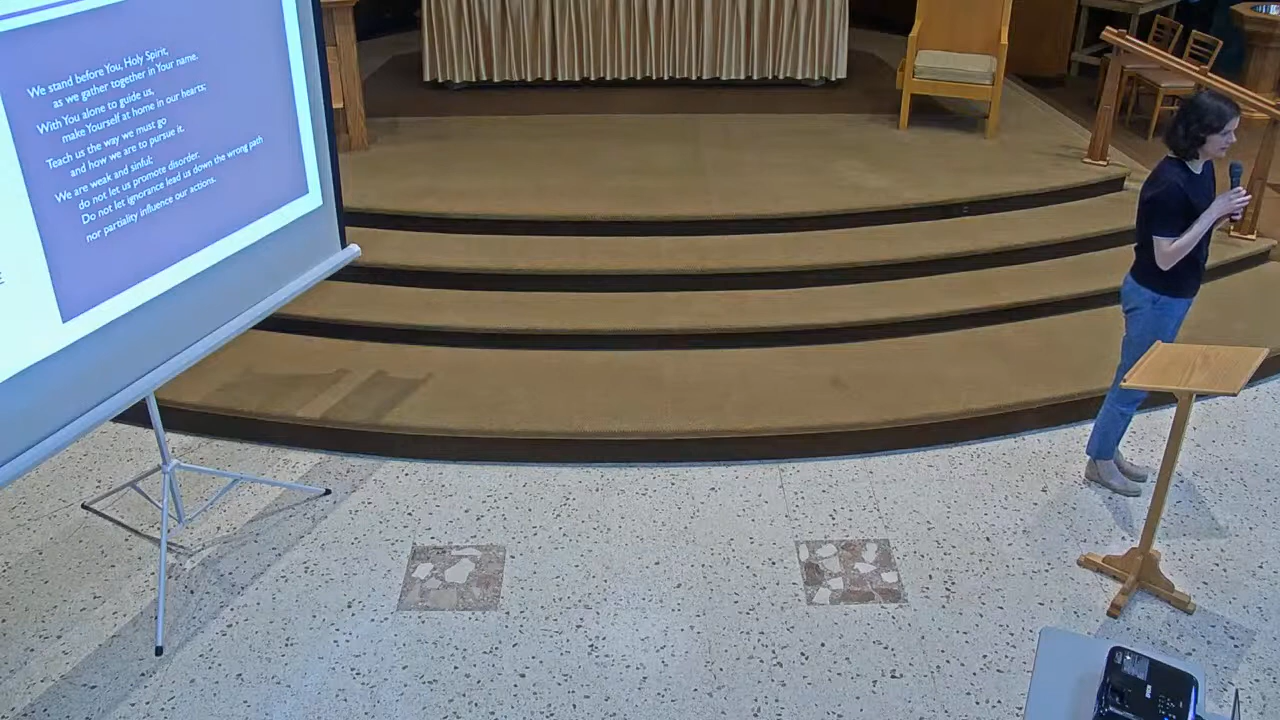 We stand before You, Holy Spirit,
as we gather together in Your name.
With You alone to guide us,
make Yourself at home in our hearts;
Teach us the way we must go
and how we are to pursue it.
We are weak and sinful;
do not let us promote disorder.
Do not let ignorance lead us down the wrong path
nor partiality influence our actions.